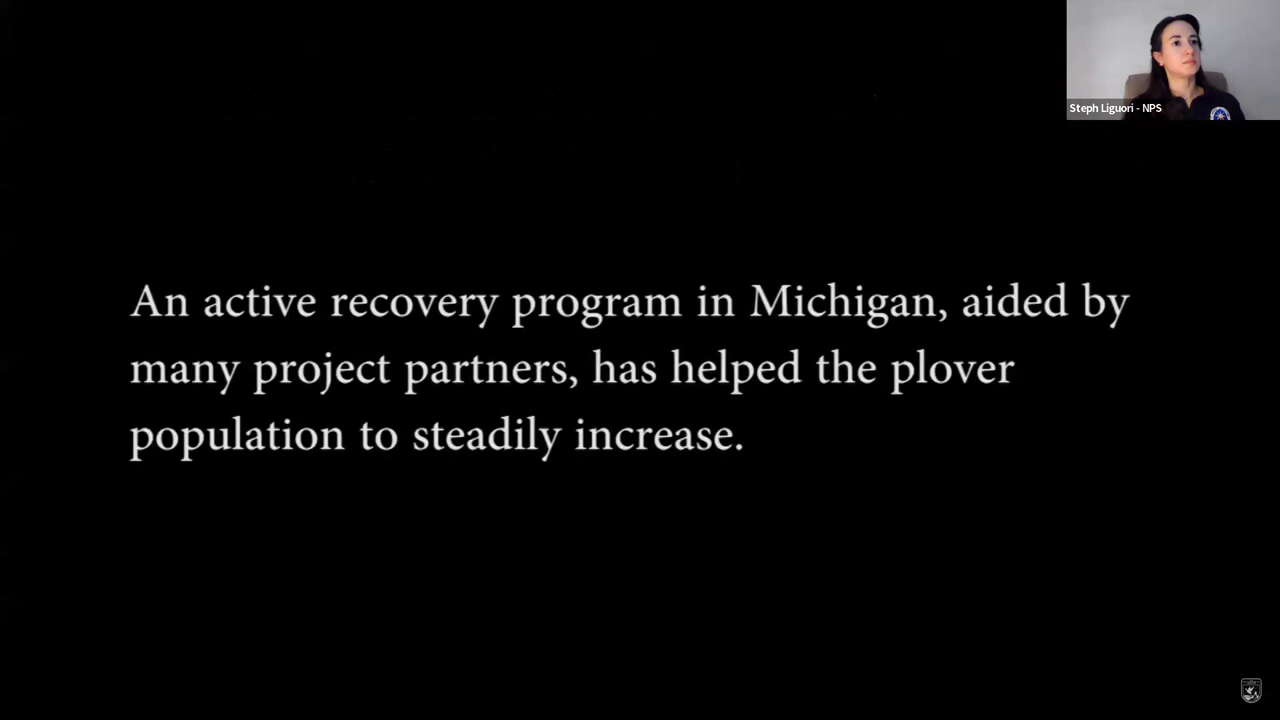 Steph Liguori - NPS
An active recovery program in Michigan, aided by
many project partners, has helped the plover
population to steadily increase.